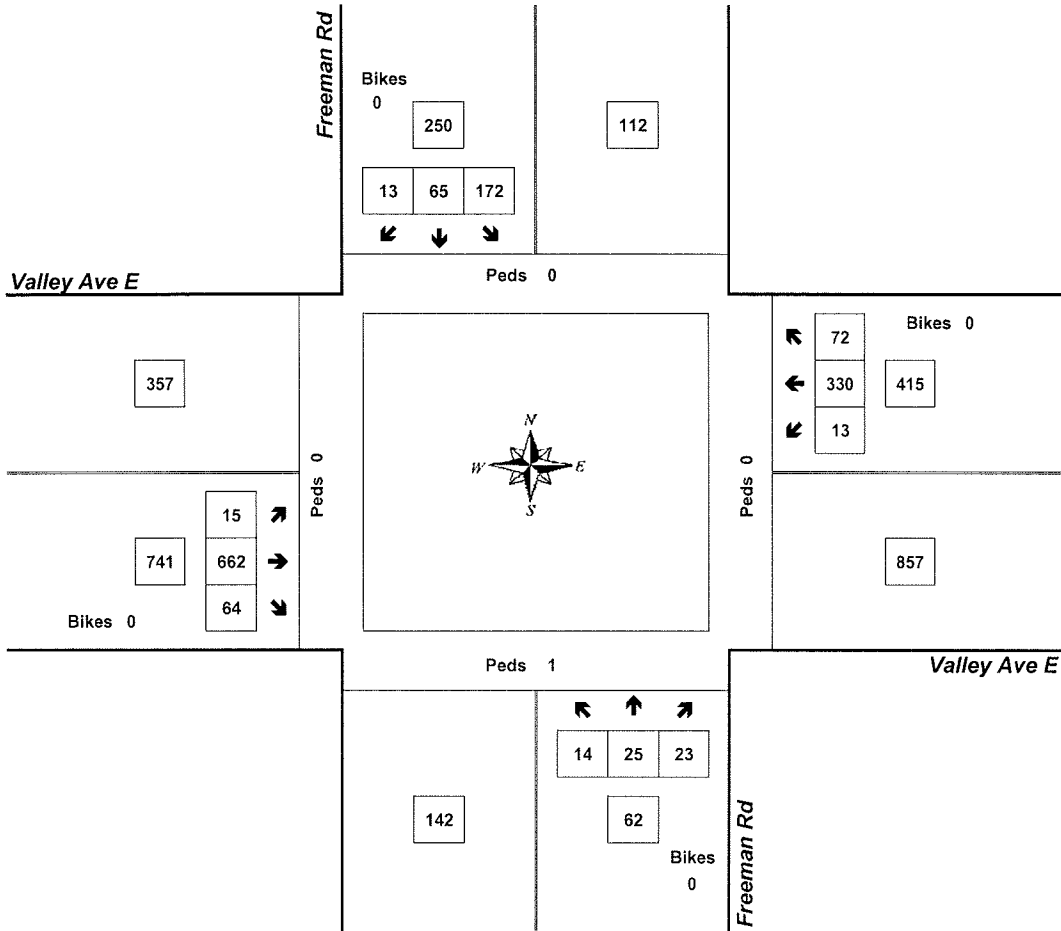 Freeman Rd
Bikes
0
250
112
13 65 172
Peds 0
Valley Ave E
Bikes 0
72
357
330
415
13
N
W E
S
Peds 0
Peds 0
15
741
662
857
64
Bikes 0
Peds 1
Valley Ave E
14 25 23
142
62
Bikes
0
Freeman Rd